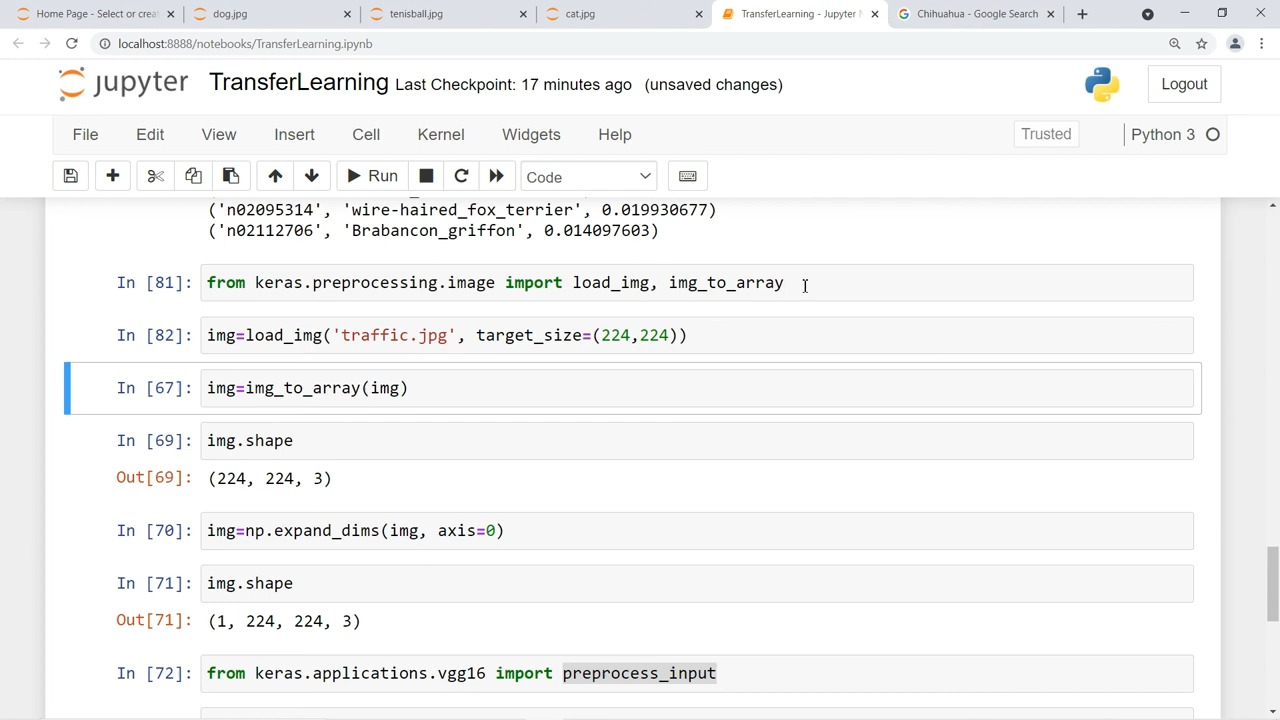 Home Page - Select or creat
dog.jpg
tenisball.jpg
cat.jpg
TransferLearning - Jupyter N
Chihuahua - Google Search
localhost:8888/notebooks/TransferLearning.ipynb
jupyter TransferLearning Last Checkpoint: 17 minutes ago (unsaved changes)
Logout
File Edit View Insert Cell Kernel Widgets Help
Trusted
Python 3
Run
Code
('n02095314', 'wire-haired_fox_terrier', 0.019930677)
('n02112706', 'Brabancon_griffon', 0.014097603)
In [81]: from keras.preprocessing.image import load_img, img_to_array
In [82]: img=load_img('traffic.jpg', target_size=(224,224))
In [67]: img=img_to_array(img)
In [69]: img.shape
Out[69]: (224, 224, 3)
In [70]: img=np.expand_dims(img, axis=0)
In [71]: img.shape
Out[71]: (1, 224, 224, 3)
In [72]: from keras.applications.vgg16 import preprocess_input